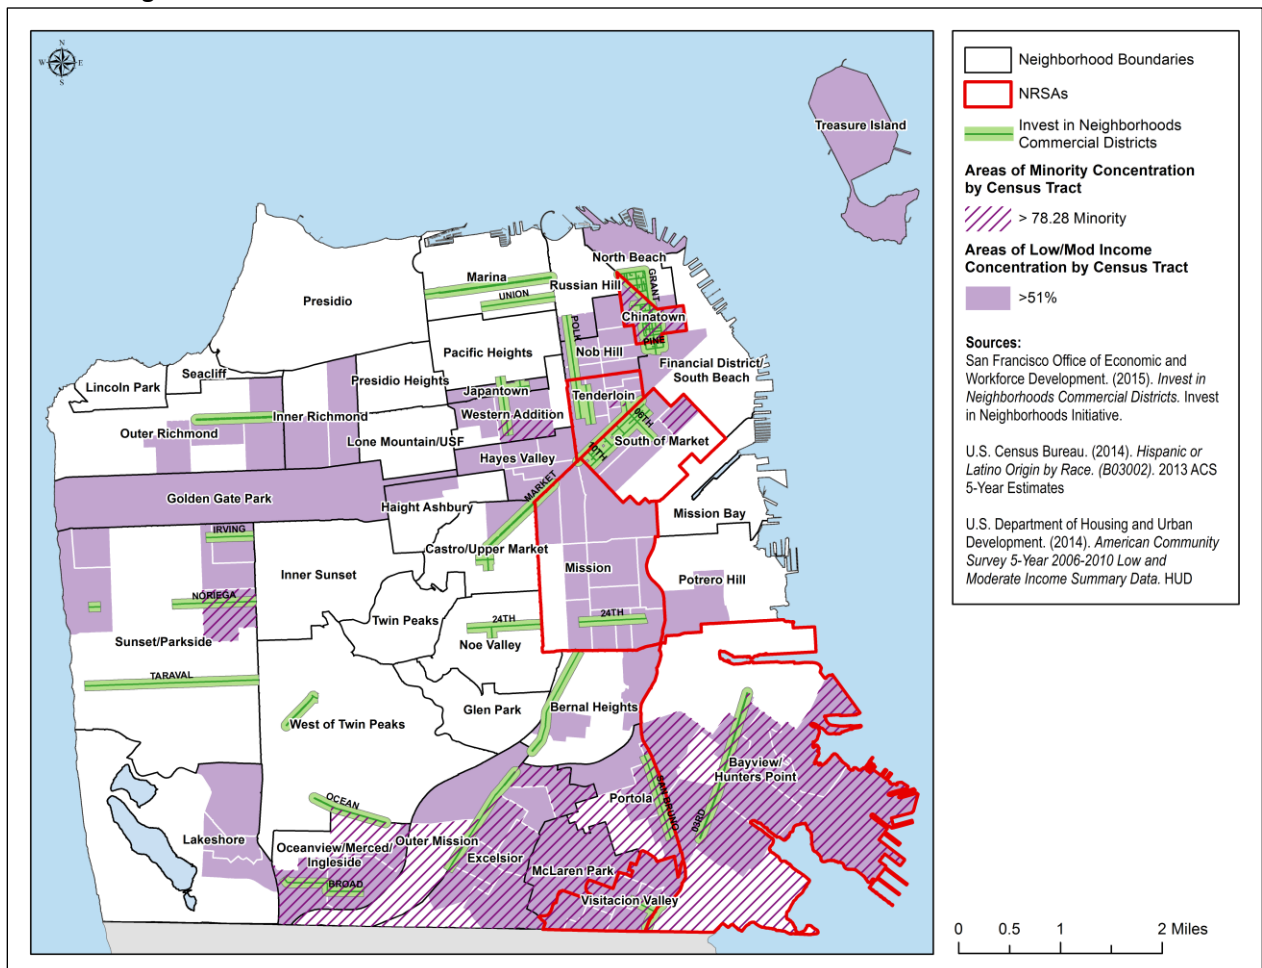 N
W
E
S
Treasure Island
North Beach
GRANT
Marina
Russian Hill
UNION
Presidio
Chinatown
POLK
PINE
Nob Hill
Pacific Heights
Financial District/
South Beach
Seacliff
Presidio Heights
Lincoln Park
Japantown
Tenderloin
Western Addition
06TH
Inner Richmond
Outer Richmond
Lone Mountain/USF
South of Market
10TH
Hayes Valley
MARKET
Golden Gate Park
Haight Ashbury
Mission Bay
IRVING
Castro/Upper Market
Mission
Inner Sunset
Potrero Hill
NORIEGA
24TH
Twin Peaks
24TH
Sunset/Parkside
Noe Valley
TARAVAL
Glen Park
Bernal Heights
West of Twin Peaks
Bayview/
Hunters Point
SAN BRUNO
Portola
OCEAN
03RD
Lakeshore
Outer Mission
Oceanview/Merced/
Ingleside
Excelsior
McLaren Park
BROAD
Visitacion Valley
Neighborhood Boundaries
NRSAs
Invest in Neighborhoods
Commercial Districts
Areas of Minority Concentration
by Census Tract
> 78.28 Minority
Areas of Low/Mod Income
Concentration by Census Tract
>51%
Sources:
San Francisco Office of Economic and
Workforce Development. (2015). Invest in
Neighborhoods Commercial Districts. Invest
in Neighborhoods Initiative.
U.S. Census Bureau. (2014). Hispanic or
Latino Origin by Race. (B03002). 2013 ACS
5-Year Estimates
U.S. Department of Housing and Urban
Development. (2014). American Community
Survey 5-Year 2006-2010 Low and
Moderate Income Summary Data. HUD
0 0.5 1 2 Miles